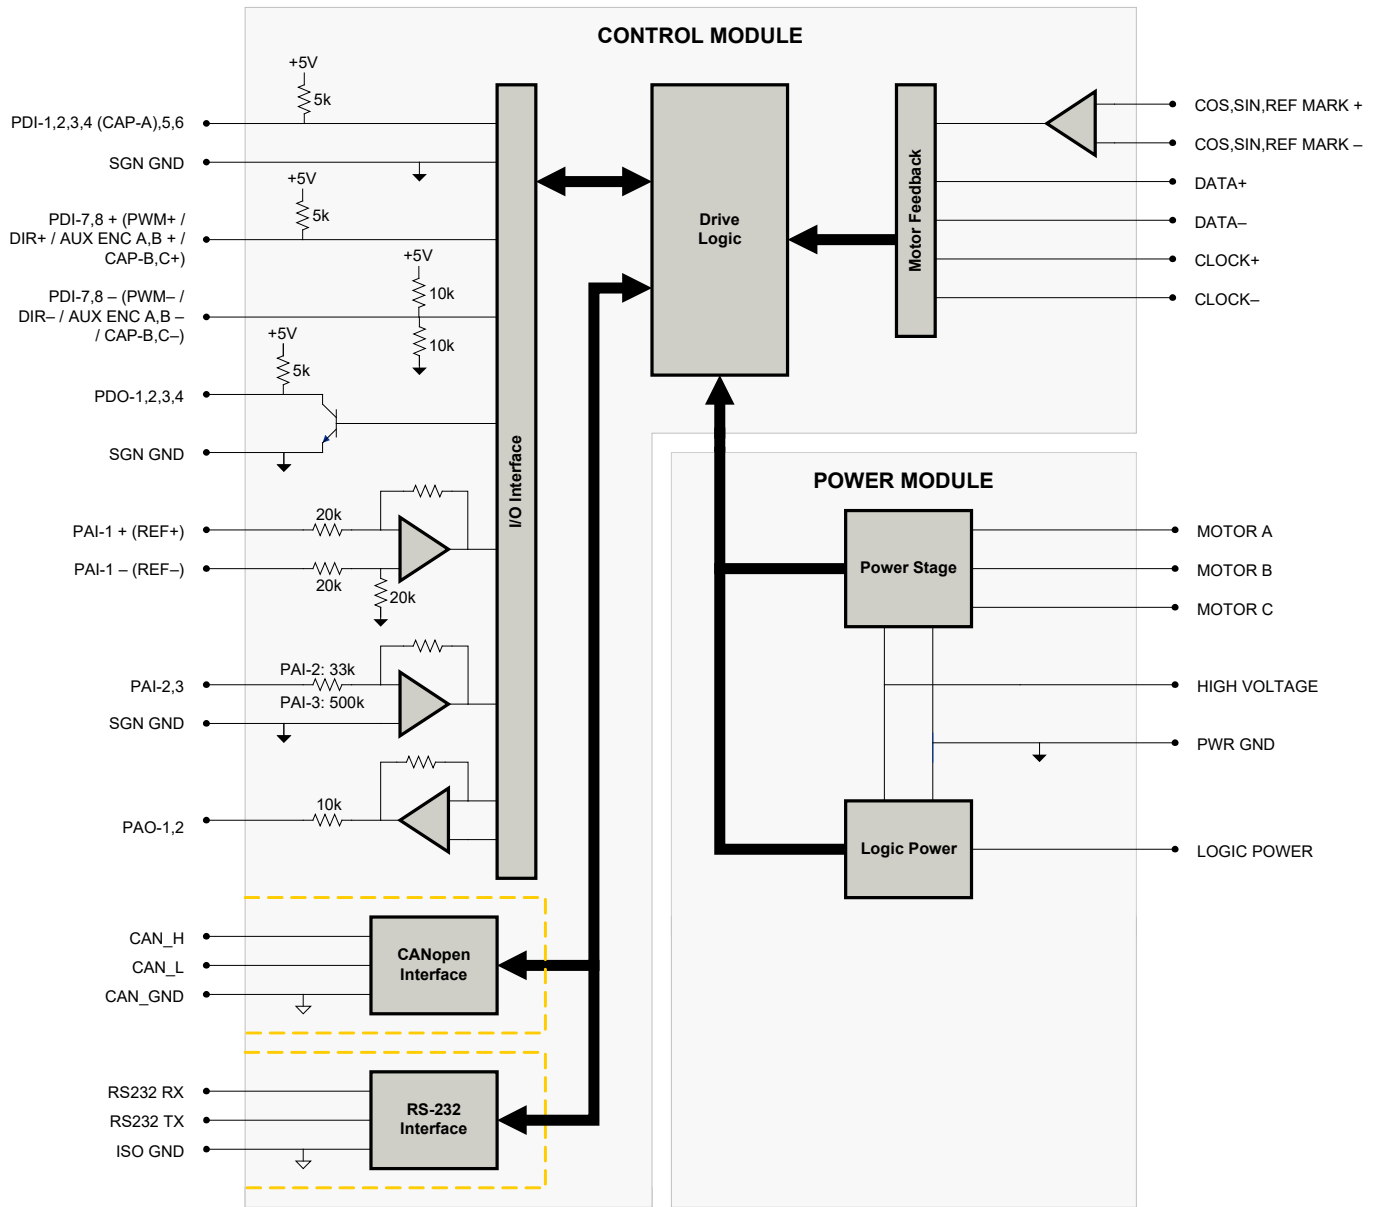 CONTROL MODULE
+5V
5k
PDI-1,2,3,4 (CAP-A),5,6
SGN GND
+5V
5k
PDI-7,8 + (PWM+ /
DIR+ / AUX ENC A,B + /
CAP-B,C+)
+5V
10k
PDI-7,8 – (PWM– /
DIR– / AUX ENC A,B –
/ CAP-B,C–)
10k
+5V
5k
PDO-1,2,3,4
SGN GND
20k
PAI-1 + (REF+)
PAI-1 – (REF–)
20k
20k
PAI-2: 33k
PAI-2,3
PAI-3: 500k
SGN GND
10k
PAO-1,2
I/O Interface
Drive
Logic
Motor Feedback
COS,SIN,REF MARK +
COS,SIN,REF MARK –
DATA+
DATA–
CLOCK+
CLOCK–
CAN_H
CAN_L
CAN_GND
CANopen
Interface
RS232 RX
RS232 TX
ISO GND
RS-232
Interface
POWER MODULE
Power Stage
MOTOR A
MOTOR B
MOTOR C
HIGH VOLTAGE
PWR GND
Logic Power
LOGIC POWER